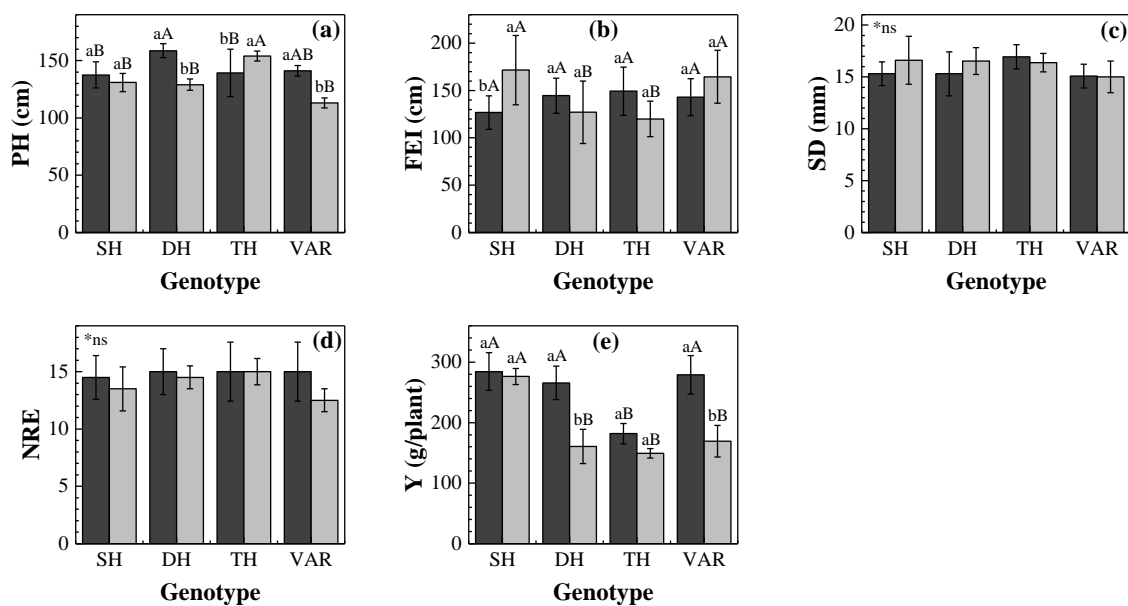 (a)
PH (cm)
150
100
50
0
aB
aB
aA
bB
bB
aA
aAB
bB
SH DH TH VAR
Genotype
(b)
FEI (cm)
200
150
100
50
0
bA
aA
aA
aB
aA
aB
aA
aA
SH DH TH VAR
Genotype
(c)
*ns
SD (mm)
20
15
10
5
0
SH DH TH VAR
Genotype
(d)
*ns
NRE
15
10
5
0
SH DH TH VAR
Genotype
(e)
Y (g/plant)
300
200
100
0
aA
aA
aA
bB
aB
aB
aA
bB
SH DH TH VAR
Genotype